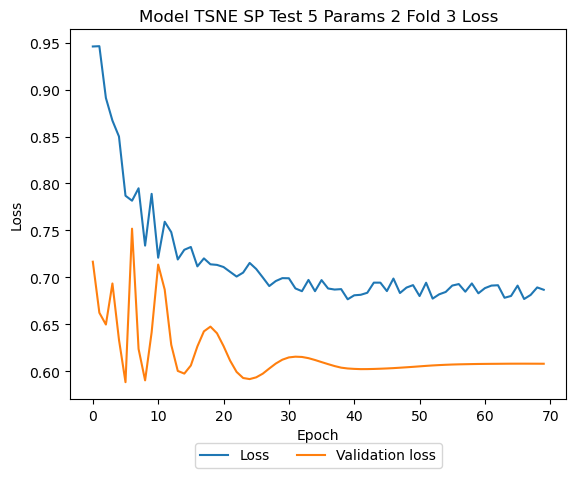 Model TSNE SP Test 5 Params 2 Fold 3 Loss
0.95
0.90
0.85
0.80
0.75
0.70
0.65
0.60
Loss
0 10 20 30 40 50 60 70
Epoch
Loss Validation loss